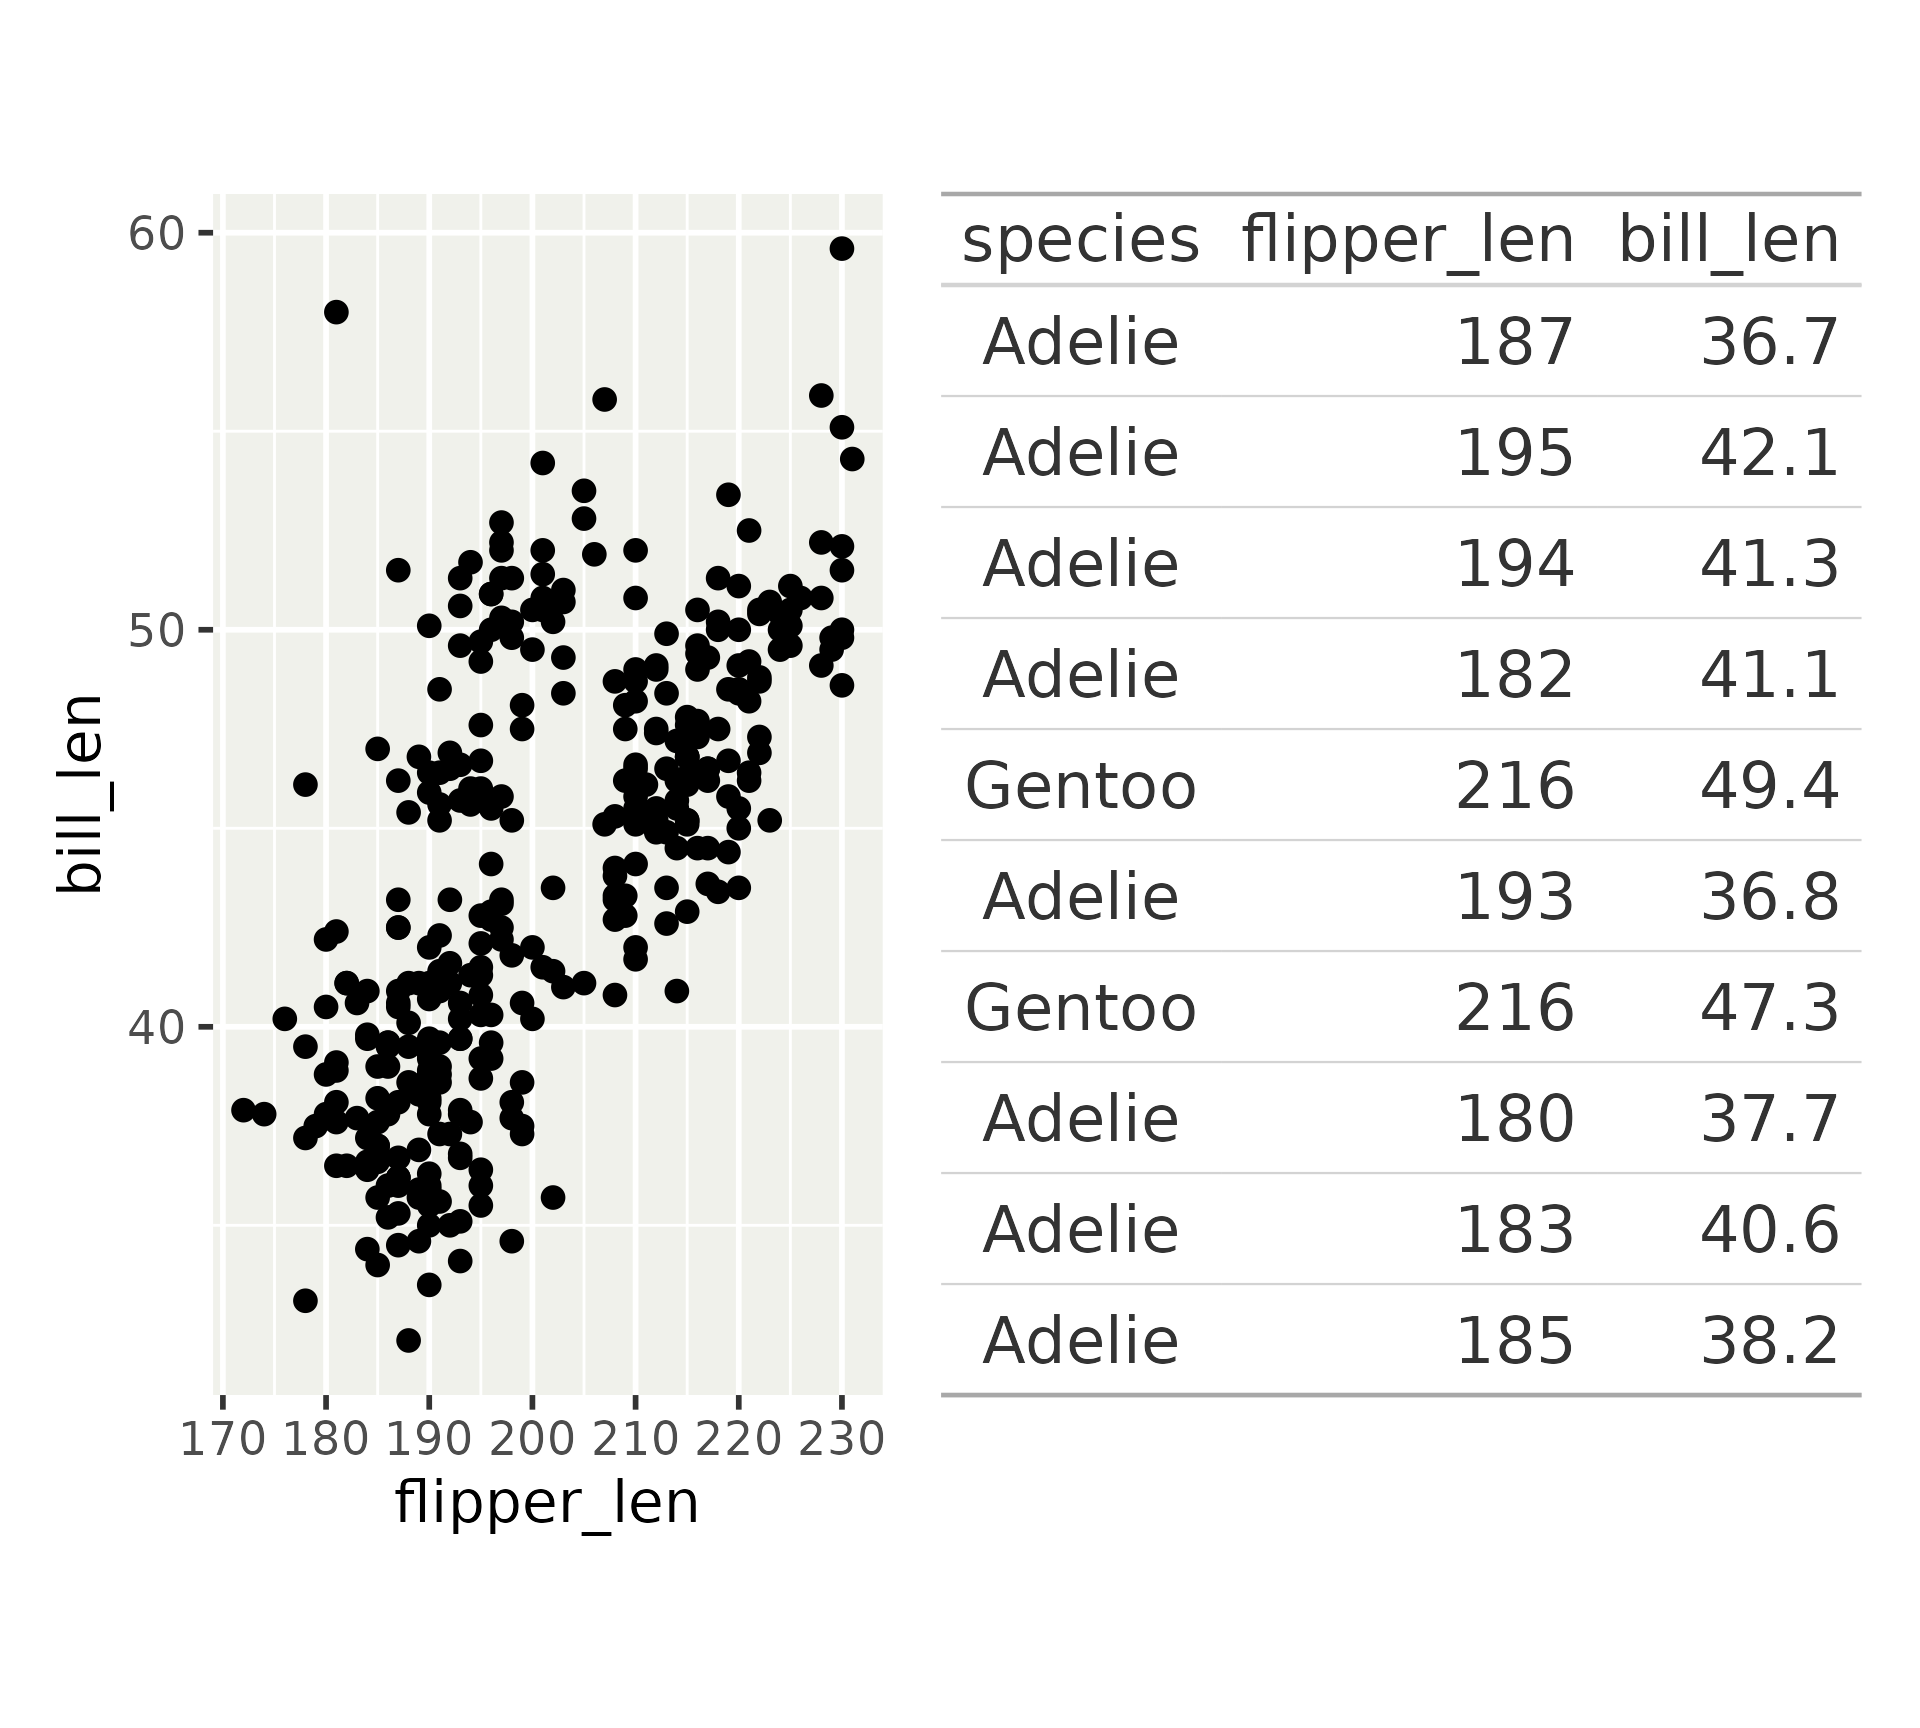 60
50
40
bill_len
170 180 190 200 210 220 230
flipper_len
species flipper_len bill_len
Adelie 187 36.7
Adelie 195 42.1
Adelie 194 41.3
Adelie 182 41.1
Gentoo 216 49.4
Adelie 193 36.8
Gentoo 216 47.3
Adelie 180 37.7
Adelie 183 40.6
Adelie 185 38.2